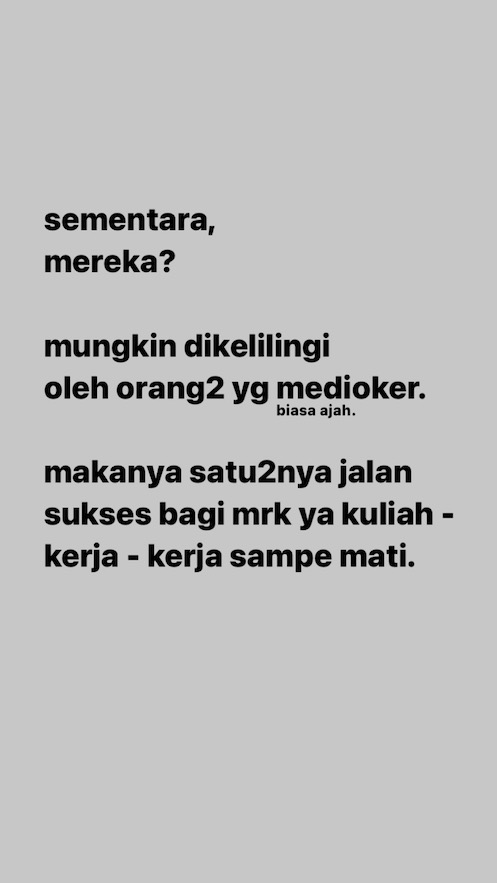 sementara,
mereka?
mungkin dikelilingi
oleh orang2 yg medioker.
biasa ajah.
makanya satu2nya jalan
sukses bagi mrk ya kuliah -
kerja - kerja sampe mati.